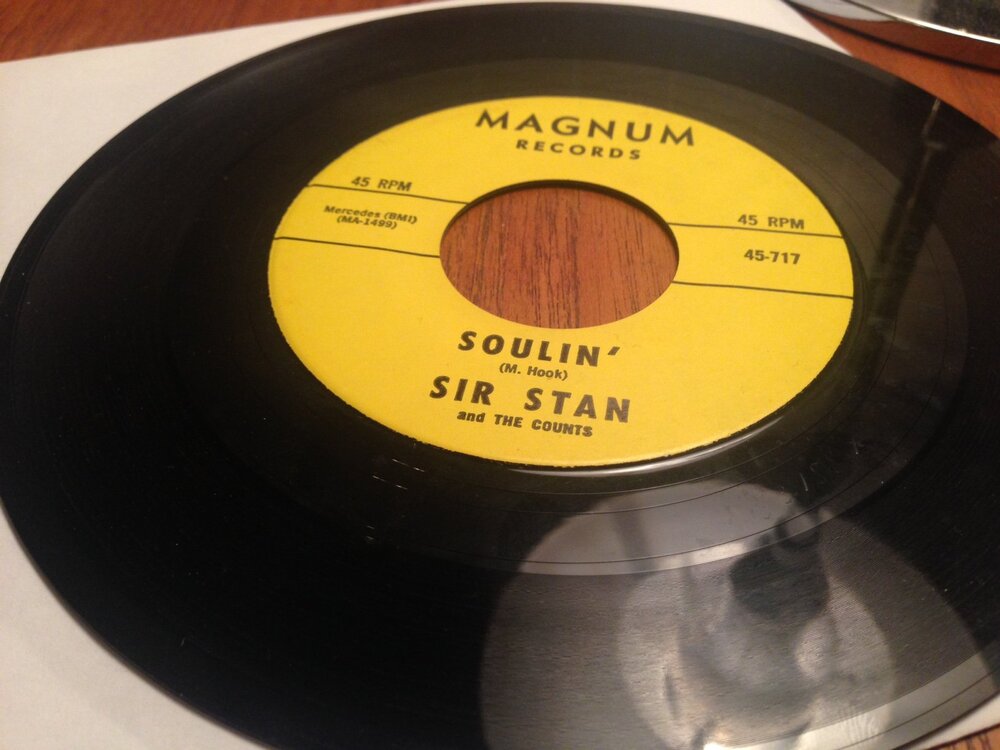 MAGNUM
RECORDS
45 RPM
Mercedes (BMI)
(MA-1499)
45 RPM
45-717
SOULIN'
(M. Hook)
SIR STAN
and THE COUNTS